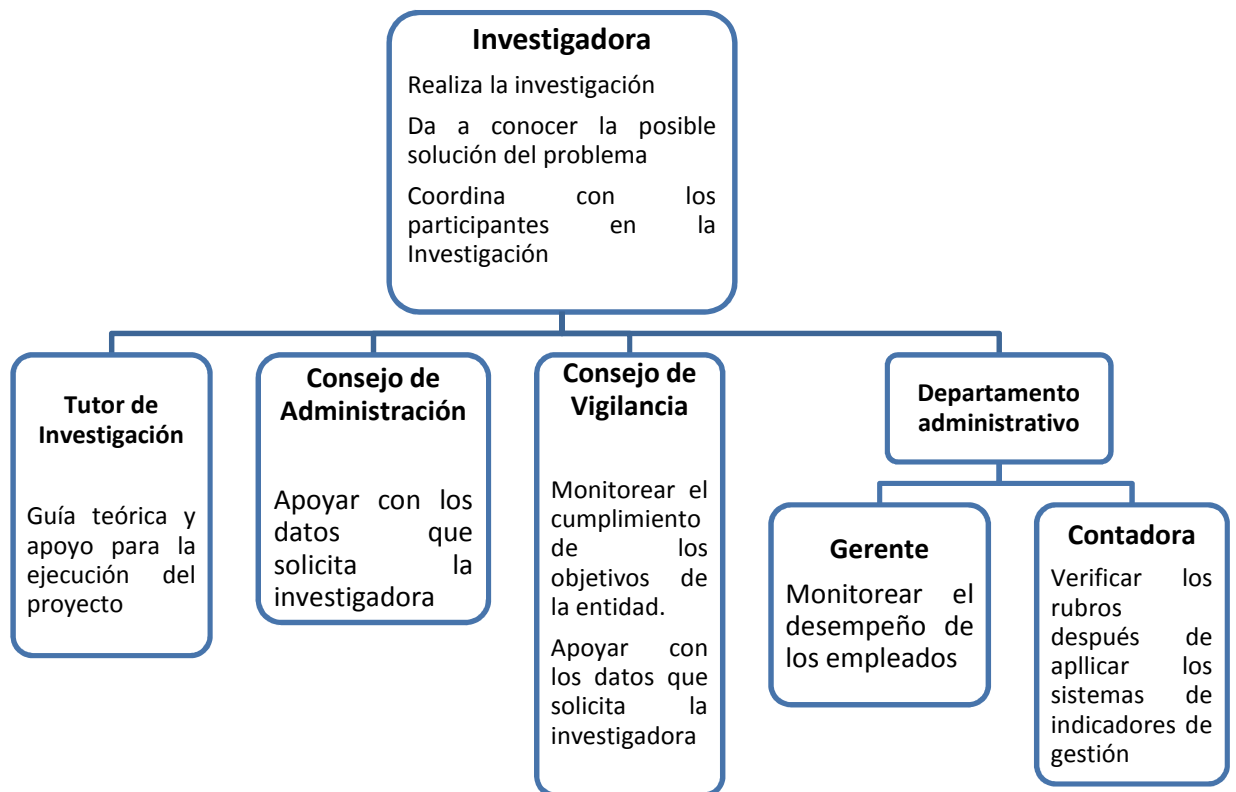 Investigadora
Realiza la investigación
Da a conocer la posible
solución del problema
Coordina con los
participantes en la
Investigación
Tutor de
Investigación
Guía teórica y
apoyo para la
ejecución del
proyecto
Consejo de
Administración
Apoyar con los
datos que
solicita la
investigadora
Consejo de
Vigilancia
Monitorear el
cumplimiento
de los
objetivos de
la entidad.
Apoyar con
los datos que
solicita la
investigadora
Departamento
administrativo
Gerente
Monitorear el
desempeño de
los empleados
Contadora
Verificar los
rubros
después de
apllicar los
sistemas de
indicadores de
gestión